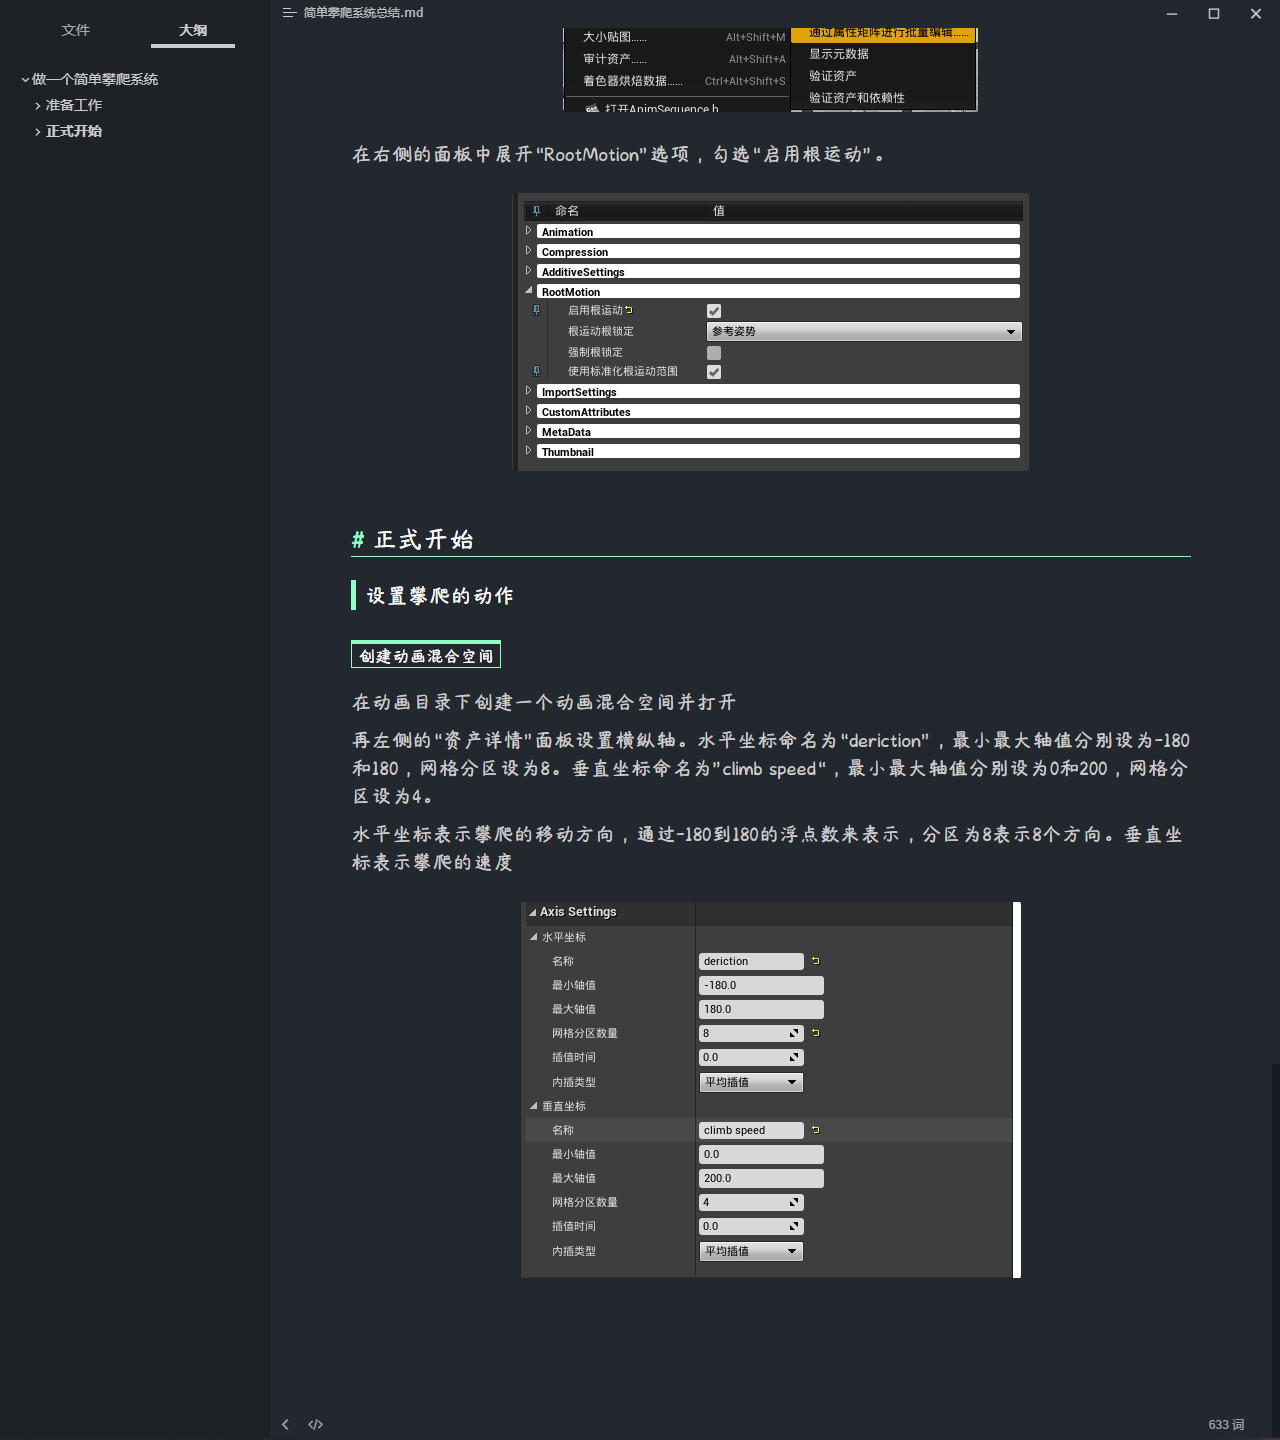 简单攀爬系统总结.md
文件
大纲
做一个简单攀爬系统
准备工作
正式开始
大小贴图...... Alt+Shift+M
审计资产...... Alt+Shift+A
着色器烘焙数据...... Ctrl+Alt+Shift+S
打开AnimSequence.h
通过属性矩阵进行批量编辑......
显示元数据
验证资产
验证资产和依赖性
在右侧的面板中展开“RootMotion”选项，勾选“启用根运动”。
命名 值
Animation
Compression
AdditiveSettings
RootMotion
启用根运动
根运动根锁定 参考姿势
强制根锁定
使用标准化根运动范围
ImportSettings
CustomAttributes
MetaData
Thumbnail
# 正式开始
设置攀爬的动作
创建动画混合空间
在动画目录下创建一个动画混合空间并打开
再左侧的“资产详情”面板设置横纵轴。水平坐标命名为“deriction”，最小最大轴值分别设为-180
和180，网格分区设为8。垂直坐标命名为”climb speed“，最小最大轴值分别设为0和200，网格分
区设为4。
水平坐标表示攀爬的移动方向，通过-180到180的浮点数来表示，分区为8表示8个方向。垂直坐
标表示攀爬的速度
Axis Settings
水平坐标
名称 deriction
最小轴值 -180.0
最大轴值 180.0
网格分区数量 8
插值时间 0.0
内插类型 平均插值
垂直坐标
名称 climb speed
最小轴值 0.0
最大轴值 200.0
网格分区数量 4
插值时间 0.0
内插类型 平均插值
633 词